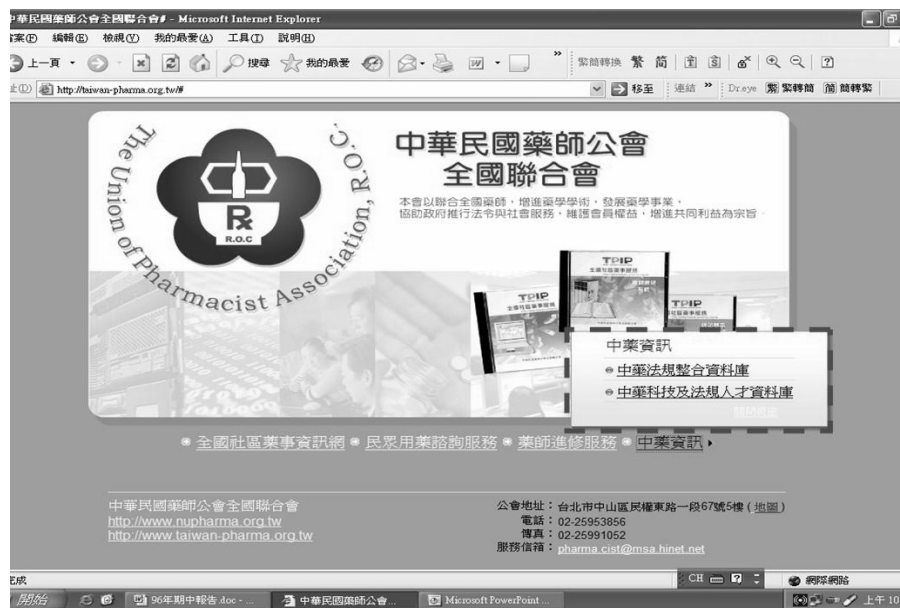 中華民國藥師公會全國聯合會# - Microsoft Internet Explorer
檔案(F) 編輯(E) 檢視(V) 我的最愛(A) 工具(T) 說明(H)
上一頁 搜尋 我的最愛 繁簡轉換 繁 简
http://taiwan-pharma.org.tw/# 移至 連結 Dr.eye 繁 繁轉簡 簡 簡轉繁
The Union of Pharmacist Association, R.O.C.
R.O.C
中華民國藥師公會
全國聯合會
本會以聯合全國藥師,增進藥學學術,發展藥學事業,
協助政府推行法令與社會服務,維護會員權益,增進共同利益為宗旨.
TPIP
TPIP
TPIP
中藥資訊
中藥法規整合資料庫
中藥科技及法規人才資料庫
全國社區藥事資訊網 民眾用藥諮詢服務 藥師進修服務 中藥資訊
中華民國藥師公會全國聯合會
http://www.nupharma.org.tw
http://www.taiwan-pharma.org.tw
公會地址:台北市中山區民權東路一段67號5樓(地圖)
電話:02-25953856
傳真:02-25991052
服務信箱:pharma.cist@msa.hinet.net
完成 CH 網際網路
開始 96年期中報告.doc - ... 中華民國藥師公會... Microsoft PowerPoint ... 上午 10